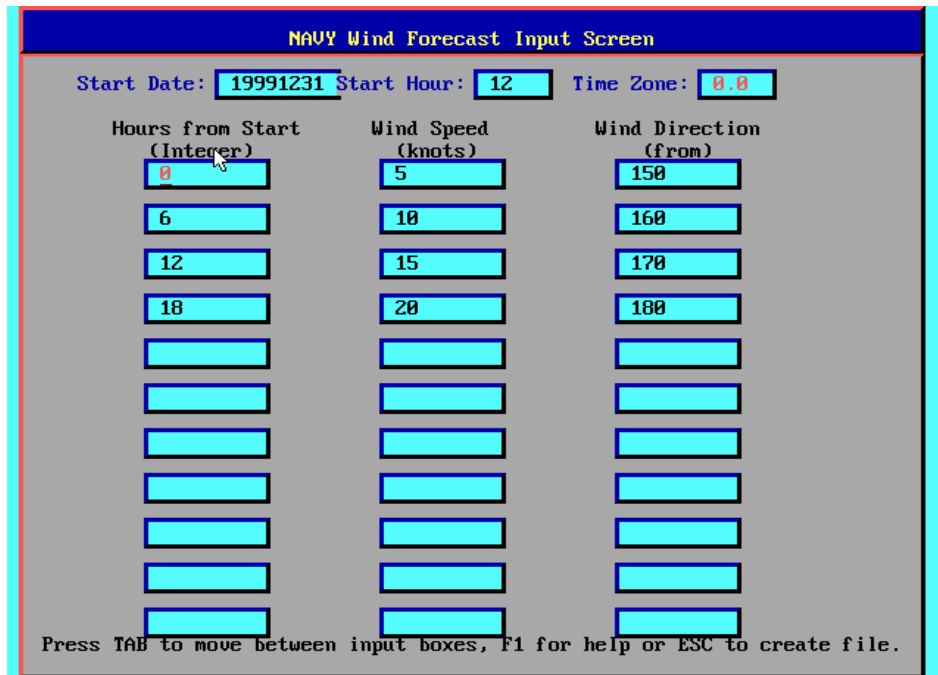 NAVY Wind Forecast Input Screen
Start Date: 19991231 Start Hour: 12 Time Zone: 0.0
Hours from Start Wind Speed Wind Direction
(Integer) (knots) (from)
0 5 150
6 10 160
12 15 170
18 20 180
Press TAB to move between input boxes, F1 for help or ESC to create file.